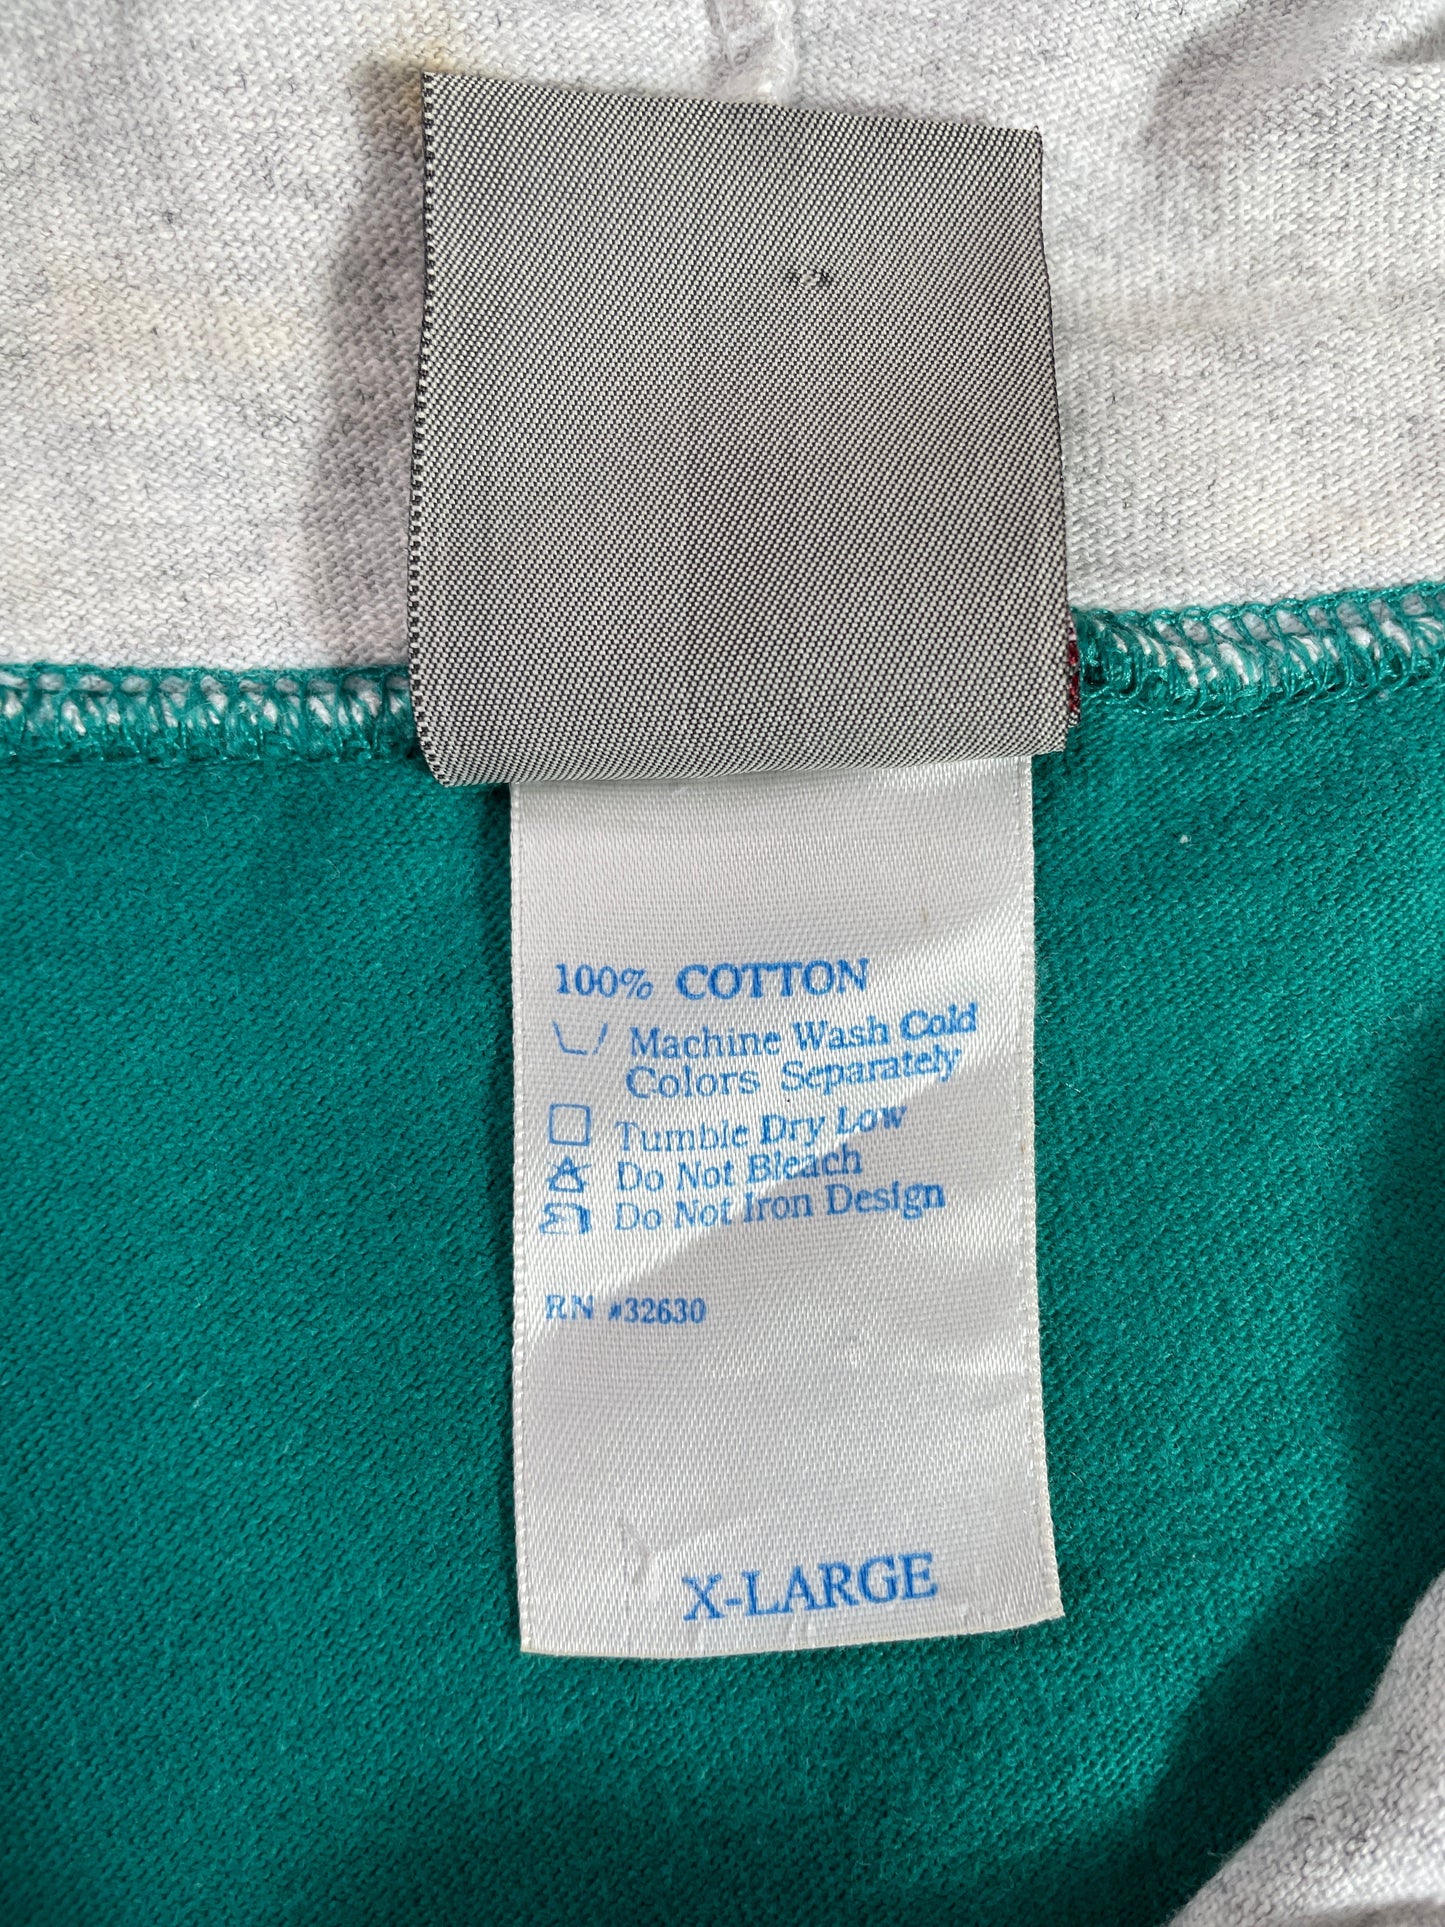 100% COTTON
Machine Wash Cold
Colors Separately
Tumble Dry Low
Do Not Bleach
Do Not Iron Design
RN #32630
X-LARGE